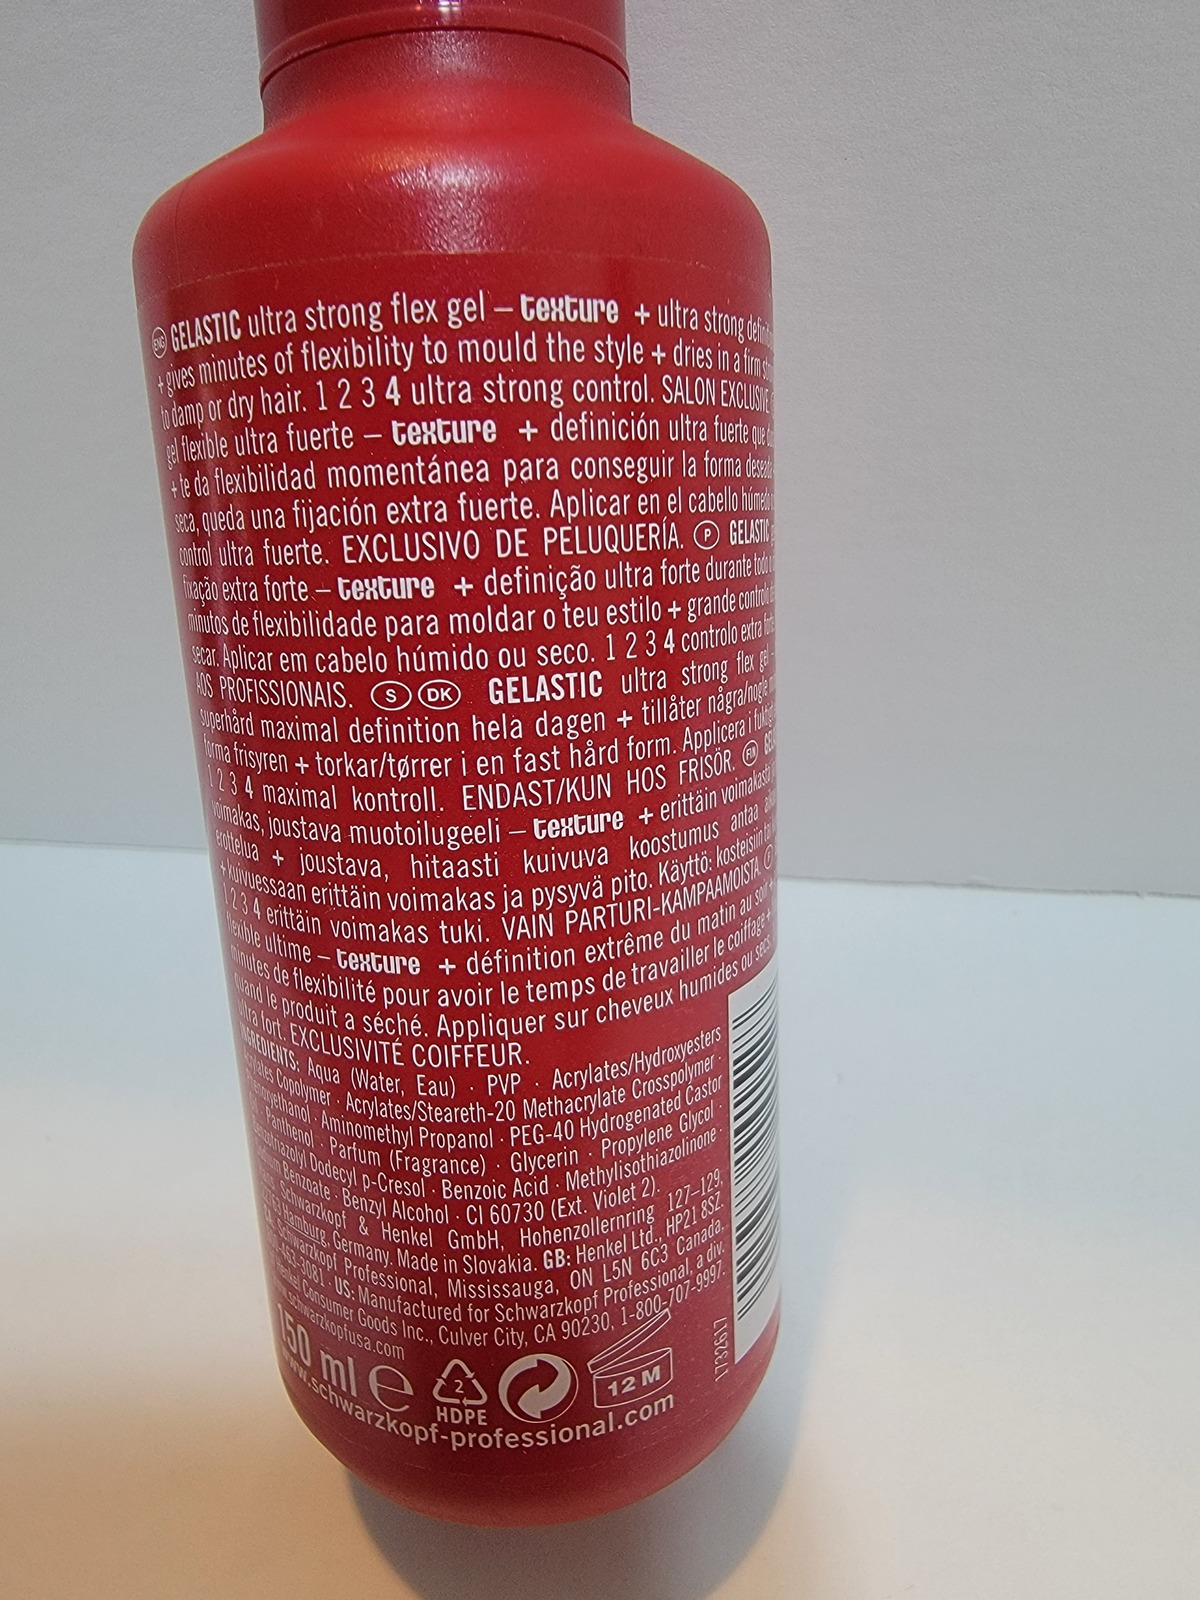 ENG GELASTIC ultra strong flex gel – texture + ultra strong
+ gives minutes of flexibility to mould the style + dries in a firm
to damp or dry hair. 1 2 3 4 ultra strong control. SALON EXCLUSIVE
gel flexible ultra fuerte – texture + definición ultra fuerte que
+ te da flexibilidad momentánea para conseguir la forma
seca, queda una fijación extra fuerte. Aplicar en el cabello húmedo
control ultra fuerte. EXCLUSIVO DE PELUQUERÍA. P GELASTIC
fixação extra forte – texture + definição ultra forte durante todo o
minutos de flexibilidade para moldar o teu estilo + grande controlo
secar. Aplicar em cabelo húmido ou seco. 1 2 3 4 controlo extra
AOS PROFISSIONAIS. S DK GELASTIC ultra strong flex gel –
superhård maximal definition hela dagen + tillåter några/nogle
forma frisyren + torkar/tørrer i en fast hård form. Applicera i
1 2 3 4 maximal kontroll. ENDAST/KUN HOS FRISÖR. FIN
voimakas, joustava muotoilugeeli – texture + erittäin voimakasta
erottelua + joustava, hitaasti kuivuva koostumus antaa
+ kuivuessaan erittäin voimakas ja pysyvä pito. Käyttö: kosteisiin tai
1 2 3 4 erittäin voimakas tuki. VAIN PARTURI-KAMPAAMOISTA. F
flexible ultime – texture + définition extrême du matin au soir +
minutes de flexibilité pour avoir le temps de travailler le coiffage +
quand le produit a séché. Appliquer sur cheveux humides ou secs.
ultra fort. EXCLUSIVITÉ COIFFEUR.
INGREDIENTS: Aqua (Water, Eau) · PVP · Acrylates/Hydroxyesters
Acrylates Copolymer · Acrylates/Steareth-20 Methacrylate Crosspolymer ·
Aminomethyl Propanol · PEG-40 Hydrogenated Castor
· Panthenol · Parfum (Fragrance) · Glycerin · Propylene Glycol ·
Dodecyl p-Cresol · Benzoic Acid · Methylisothiazolinone ·
Benzoate · Benzyl Alcohol · CI 60730 (Ext. Violet 2).
Schwarzkopf & Henkel GmbH, Hohenzollernring 127–129,
Hamburg, Germany. Made in Slovakia. GB: Henkel Ltd., HP21 8SZ.
Schwarzkopf Professional, Mississauga, ON L5N 6C3 Canada.
463-3081 · US: Manufactured for Schwarzkopf Professional, a div.
Consumer Goods Inc., Culver City, CA 90230, 1-800-707-9997.
www.schwarzkopfusa.com
150 ml e 2 HDPE 12 M
www.schwarzkopf-professional.com
1732617